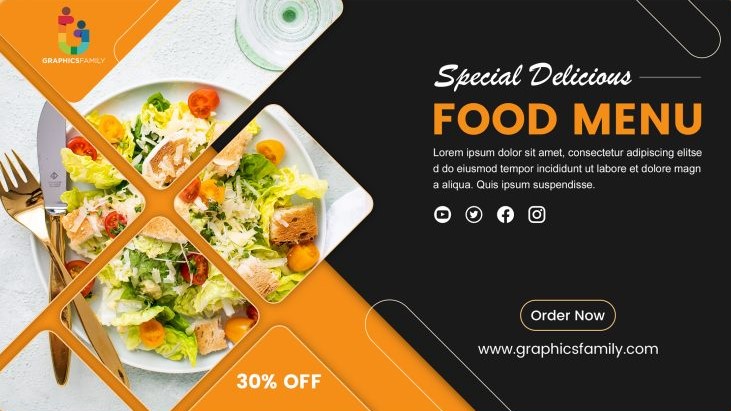 GRAPHICSFAMILY
Special Delicious
FOOD MENU
Lorem ipsum dolor sit amet, consectetur adipiscing elitse
d do eiusmod tempor incididunt ut labore et dolore magn
a aliqua. Quis ipsum suspendisse.
Order Now
www.graphicsfamily.com
30% OFF